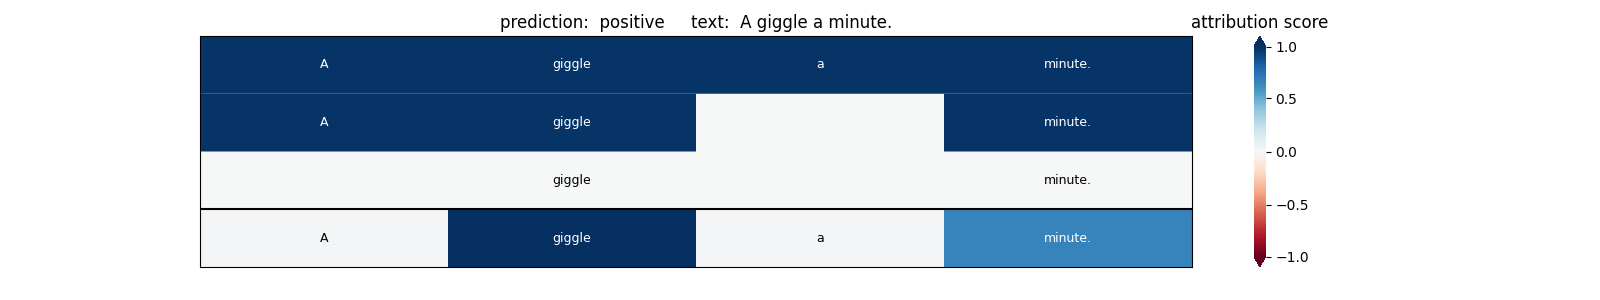 prediction:  positive     text:  A giggle a minute.
attribution score
A giggle a minute.
A giggle minute.
giggle minute.
A giggle a minute.
1.0
0.5
0.0
−0.5
−1.0